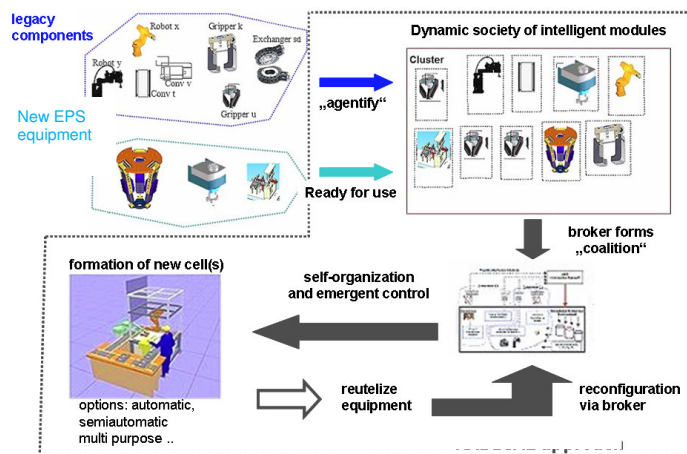 legacy
components
Robot x
Gripper k
Exchanger sd
Robot y
Conv v
Conv t
Gripper u
New EPS
equipment
„agentify“
Ready for use
Dynamic society of intelligent modules
Cluster
broker forms
„coalition“
formation of new cell(s)
self-organization
and emergent control
options: automatic,
semiautomatic
multi purpose ..
reutelize
equipment
reconfiguration
via broker